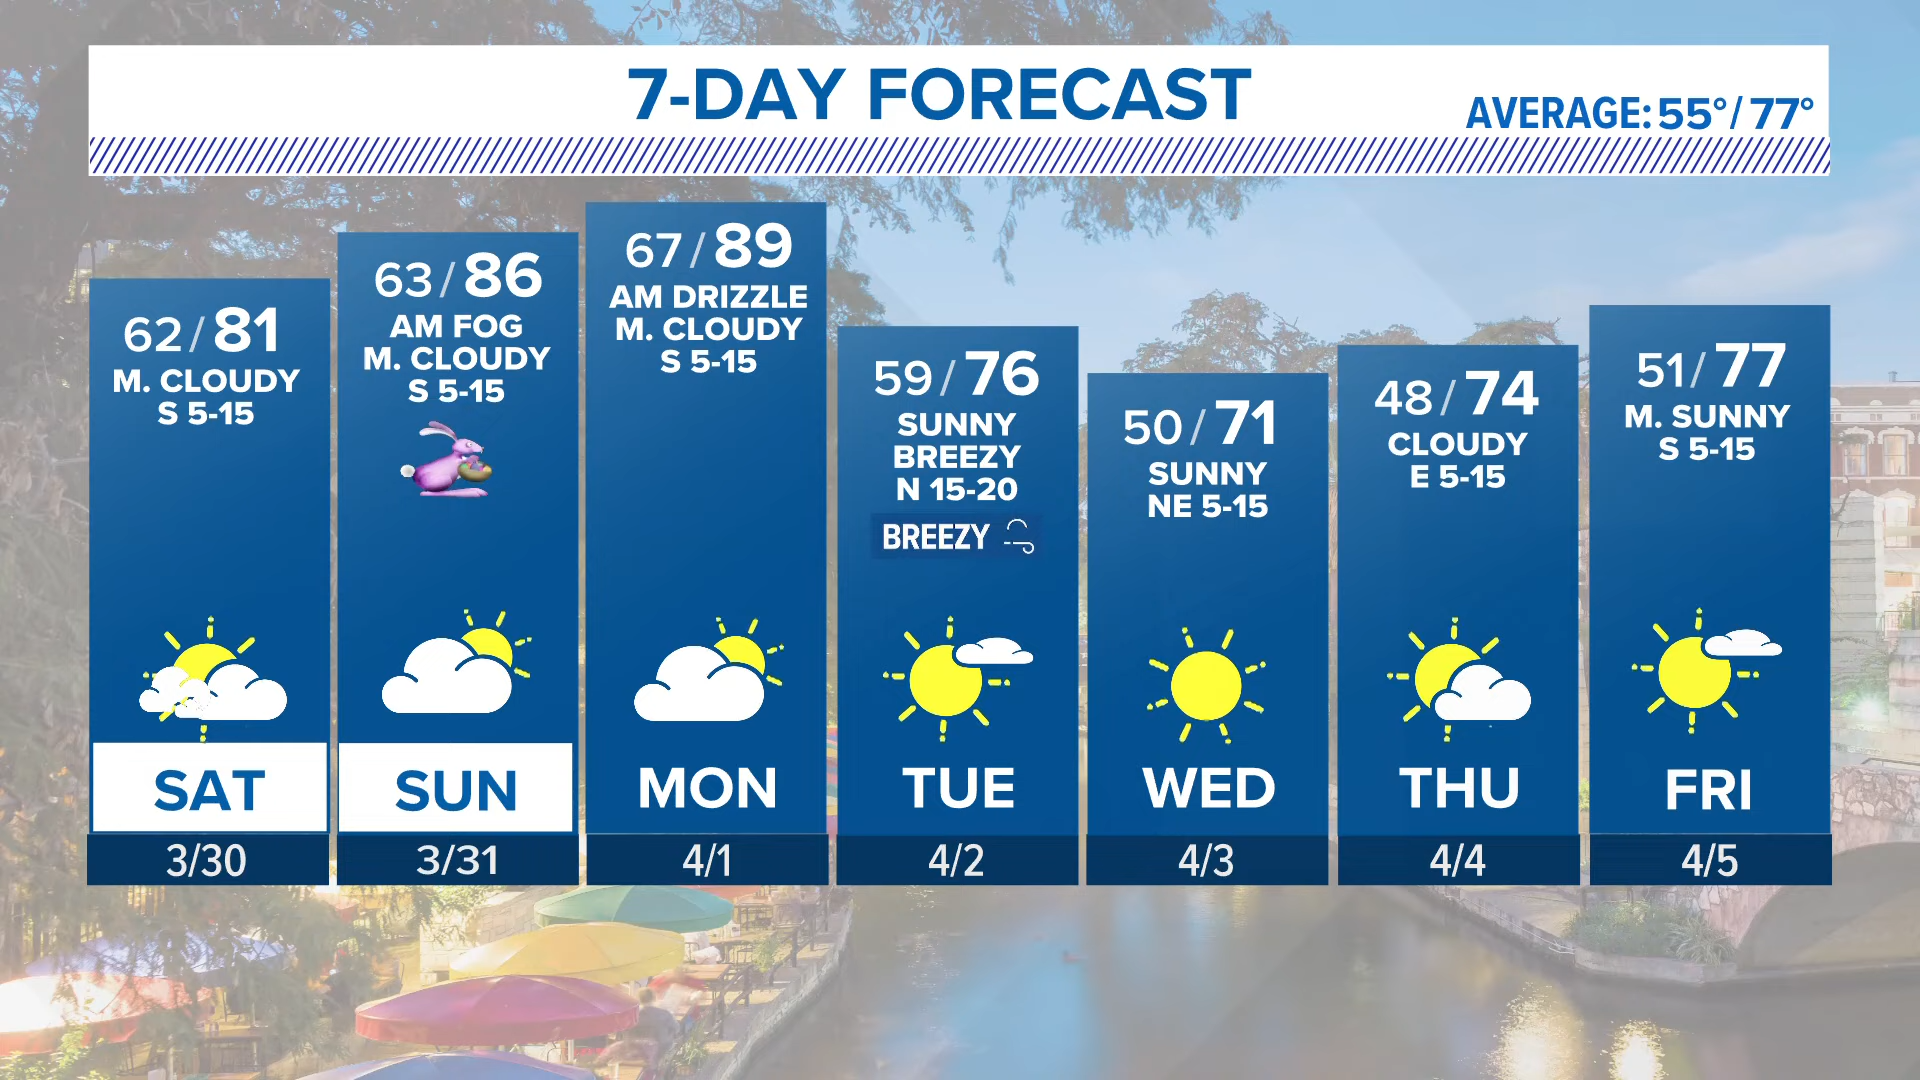 7-DAY FORECAST
AVERAGE: 55°/77°
62/81
M. CLOUDY
S 5-15
SAT
3/30
63/86
AM FOG
M. CLOUDY
S 5-15
SUN
3/31
67/89
AM DRIZZLE
M. CLOUDY
S 5-15
MON
4/1
59/76
SUNNY
BREEZY
N 15-20
BREEZY
TUE
4/2
50/71
SUNNY
NE 5-15
WED
4/3
48/74
CLOUDY
E 5-15
THU
4/4
51/77
M. SUNNY
S 5-15
FRI
4/5